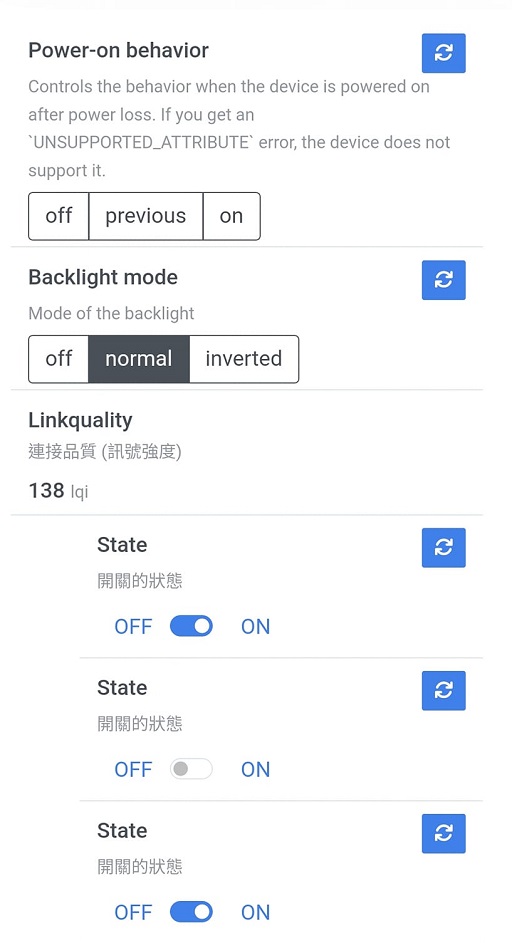 Power-on behavior
Controls the behavior when the device is powered on
after power loss. If you get an
`UNSUPPORTED_ATTRIBUTE` error, the device does not
support it.
off previous on
Backlight mode
Mode of the backlight
off normal inverted
Linkquality
連接品質 (訊號強度)
138 lqi
State
開關的狀態
OFF ON
State
開關的狀態
OFF ON
State
開關的狀態
OFF ON